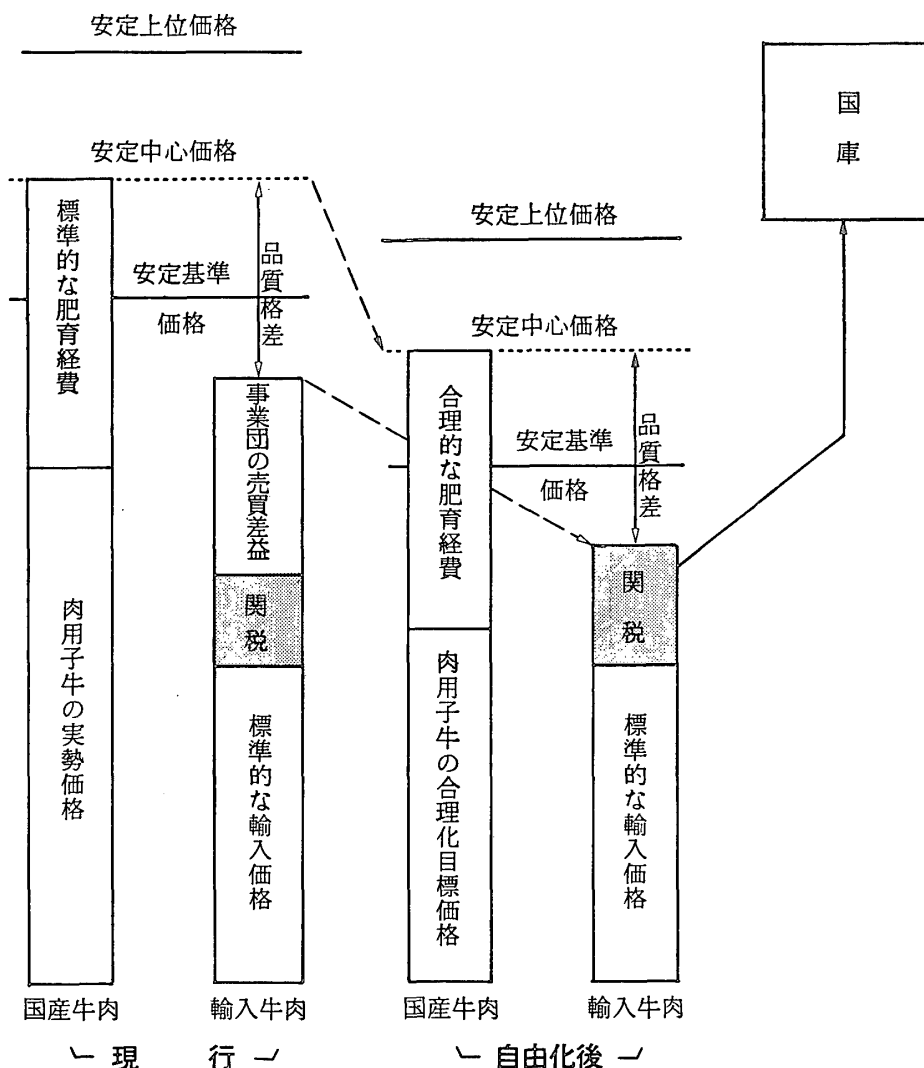 安定上位価格
安定中心価格
標準的な肥育経費
肉用子牛の実勢価格
安定基準
価格
品質格差
事業団の売買差益
関税
標準的な輸入価格
国産牛肉
輸入牛肉
現行
安定上位価格
安定中心価格
合理的な肥育経費
肉用子牛の合理化目標価格
安定基準
価格
品質格差
関税
標準的な輸入価格
国産牛肉
輸入牛肉
自由化後
国庫